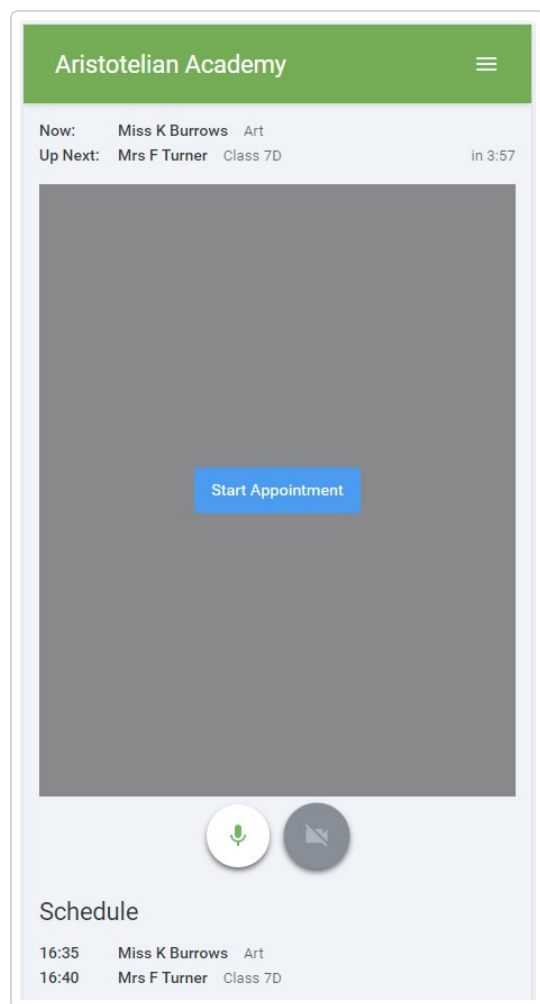 Aristotelian Academy
Now: Miss K Burrows Art
Up Next: Mrs F Turner Class 7D in 3:57
Start Appointment
Schedule
16:35 Miss K Burrows Art
16:40 Mrs F Turner Class 7D